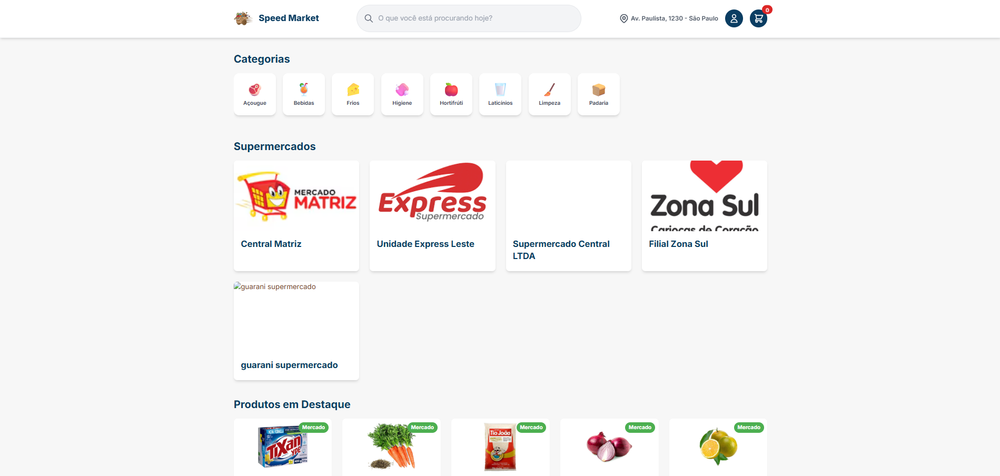 Speed Market
O que você está procurando hoje?
Av. Paulista, 1230 - São Paulo
0
Categorias
Açougue
Bebidas
Frios
Higiene
Hortifrúti
Laticínios
Limpeza
Padaria
Supermercados
MERCADO
MATRIZ
Central Matriz
Express
Supermercado
Unidade Express Leste
Supermercado Central
LTDA
Zona Sul
Cariocas de Coração
Filial Zona Sul
guarani supermercado
guarani supermercado
Produtos em Destaque
Mercado
NOVA FÓRMULA
TIXAN
YPÊ
400g
Mercado
Mercado
Tio João
Mercado
Mercado